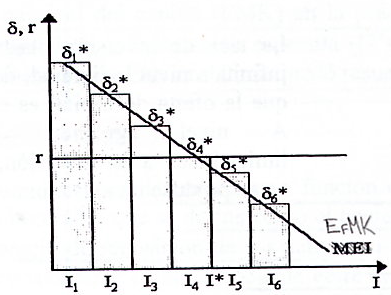 δ, r
δ₁*
δ₂*
δ₃*
δ₄*
r
δ₅*
δ₆*
EFMK
MEI
I₁ I₂ I₃ I₄ I* I₅ I₆ I